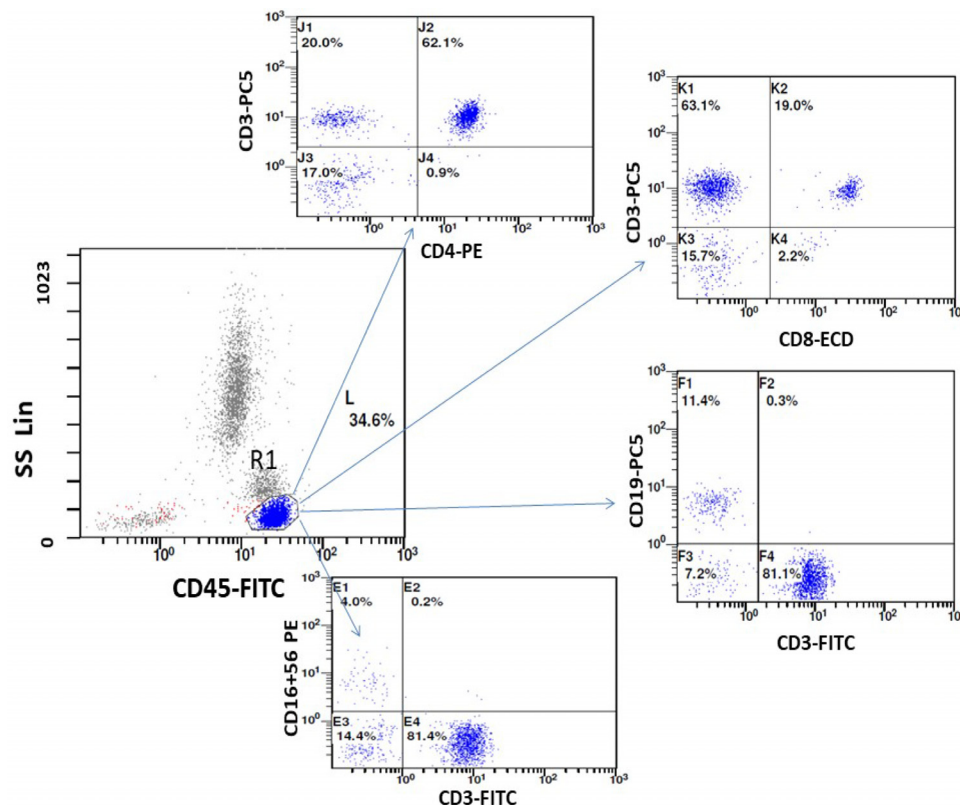 10³
J1
J2
20.0%
62.1%
10²
10¹
10⁰
J3
J4
17.0%
0.9%
CD3-PC5
10⁰
10¹
10²
10³
CD4-PE
10³
K1
K2
63.1%
19.0%
10²
10¹
10⁰
K3
K4
15.7%
2.2%
CD3-PC5
10⁰
10¹
10²
10
CD8-ECD
1023
SS Lin
0
L
34.6%
R1
10⁰
10¹
10²
10³
CD45-FITC
10³
F1
F2
11.4%
0.3%
10²
10¹
10⁰
F3
F4
7.2%
81.1%
CD19-PC5
10⁰
10¹
10²
10
CD3-FITC
10³
E1
E2
4.0%
0.2%
10²
10¹
10⁰
E3
E4
14.4%
81.4%
CD16+56 PE
10⁰
10¹
10²
10³
CD3-FITC